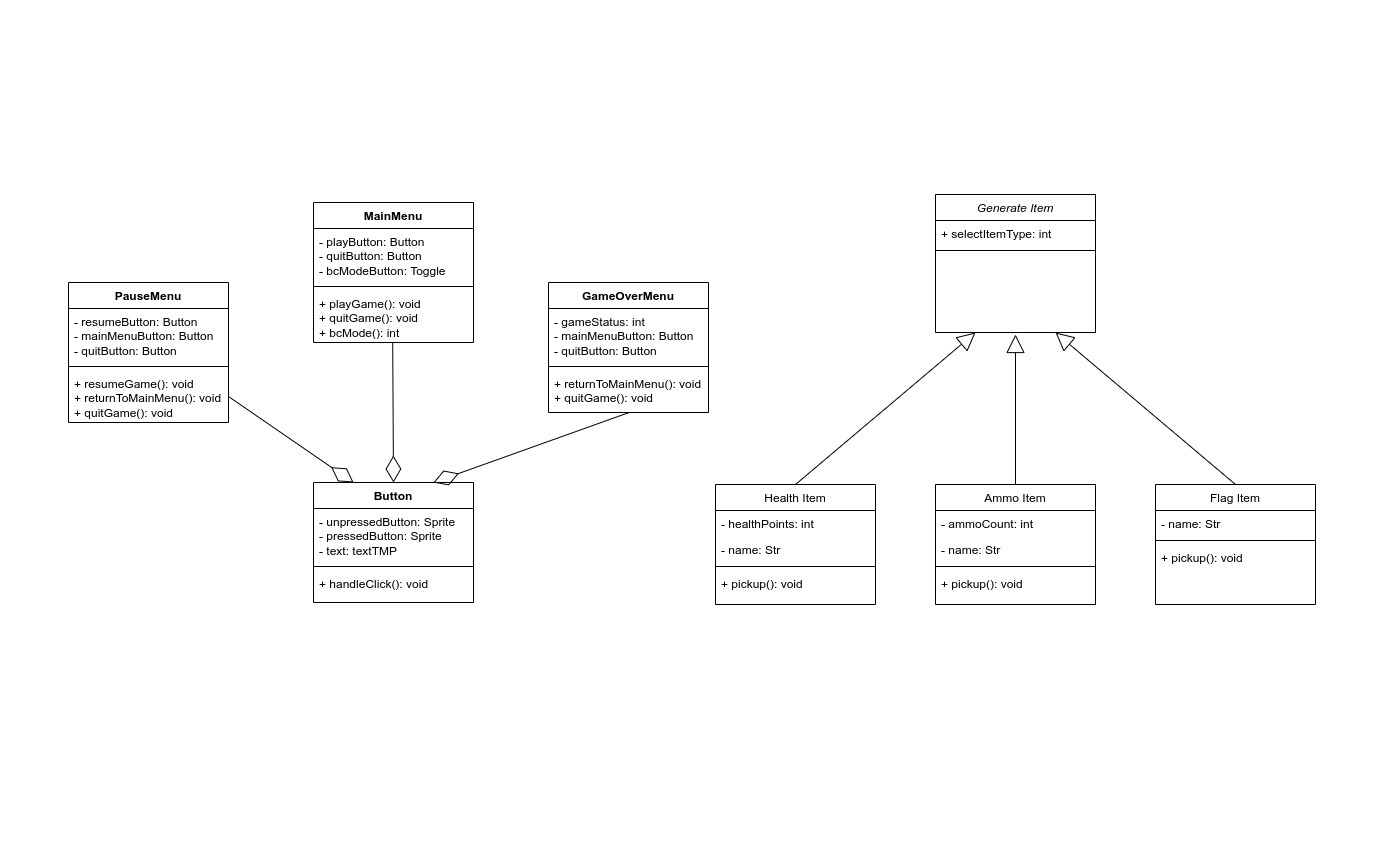 MainMenu
- playButton: Button
- quitButton: Button
- bcModeButton: Toggle
+ playGame(): void
+ quitGame(): void
+ bcMode(): int
PauseMenu
- resumeButton: Button
- mainMenuButton: Button
- quitButton: Button
+ resumeGame(): void
+ returnToMainMenu(): void
+ quitGame(): void
GameOverMenu
- gameStatus: int
- mainMenuButton: Button
- quitButton: Button
+ returnToMainMenu(): void
+ quitGame(): void
Button
- unpressedButton: Sprite
- pressedButton: Sprite
- text: textTMP
+ handleClick(): void
Generate Item
+ selectItemType: int
Health Item
- healthPoints: int
- name: Str
+ pickup(): void
Ammo Item
- ammoCount: int
- name: Str
+ pickup(): void
Flag Item
- name: Str
+ pickup(): void